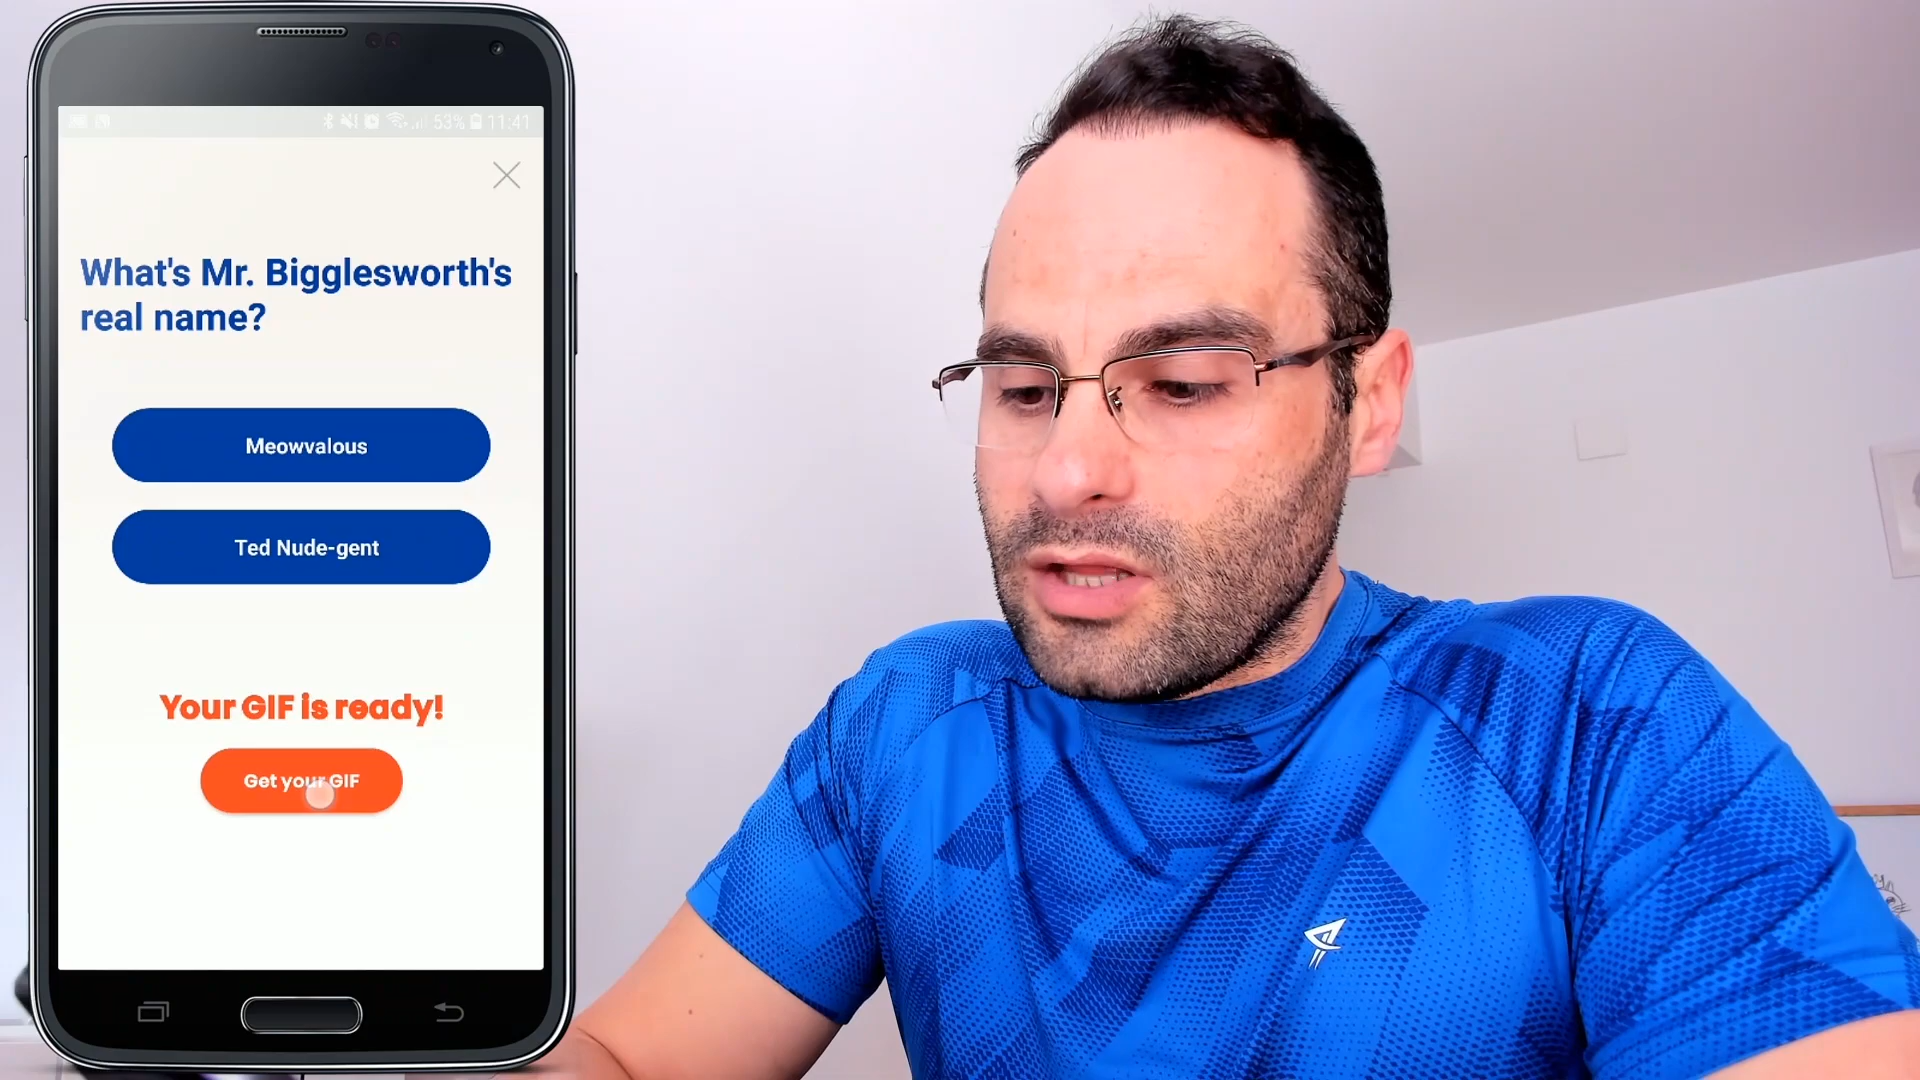 53% 11:41
What's Mr. Bigglesworth's
real name?
Meowvalous
Ted Nude-gent
Your GIF is ready!
Get your GIF